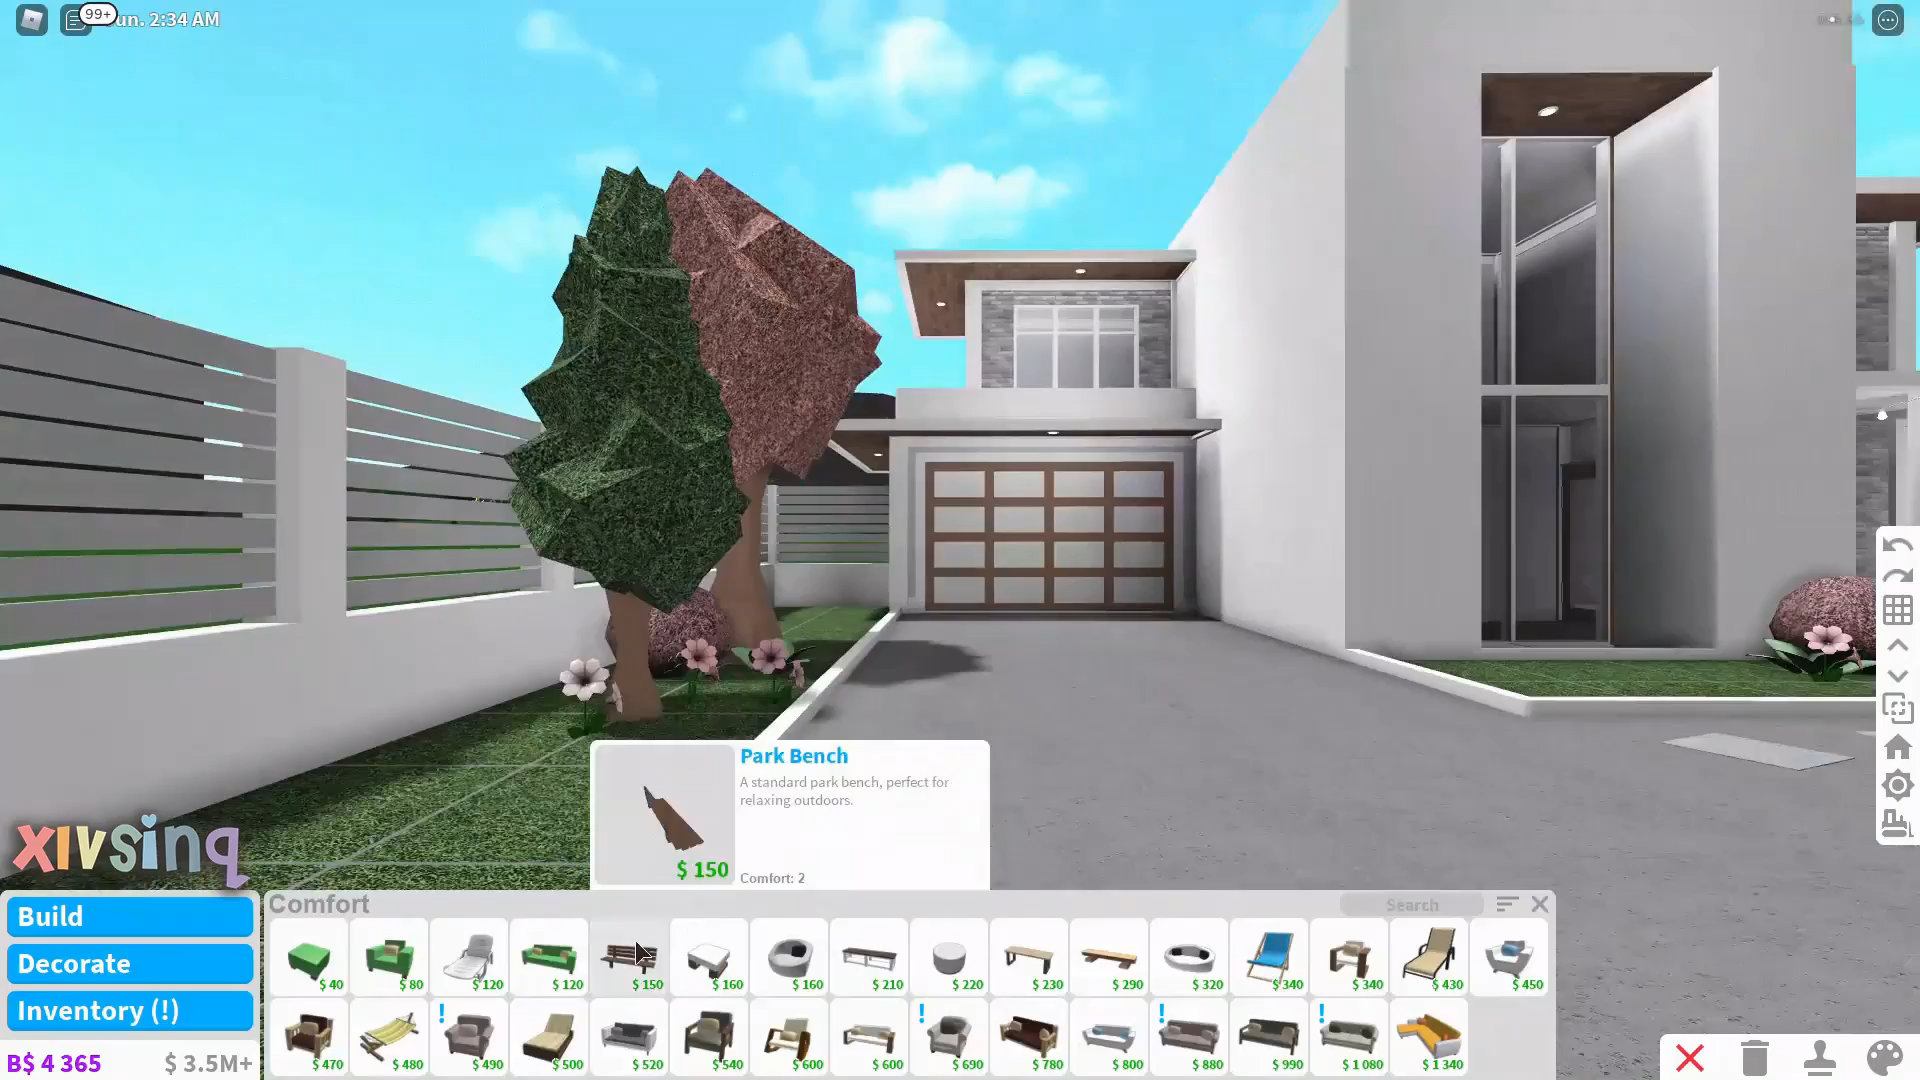 99+
un. 2:34 AM
Park Bench
A standard park bench, perfect for
relaxing outdoors.
$ 150
Comfort: 2
xivsinq
Build
Decorate
Inventory (!)
B$ 4 365 $ 3.5M+
Comfort
Search
$ 40 $ 80 $ 120 $ 120 $ 150 $ 160 $ 160 $ 210 $ 220 $ 230 $ 290 $ 320 $ 340 $ 340 $ 430 $ 450
! ! ! !
$ 470 $ 480 $ 490 $ 500 $ 520 $ 540 $ 600 $ 600 $ 690 $ 780 $ 800 $ 880 $ 990 $ 1 080 $ 1 340